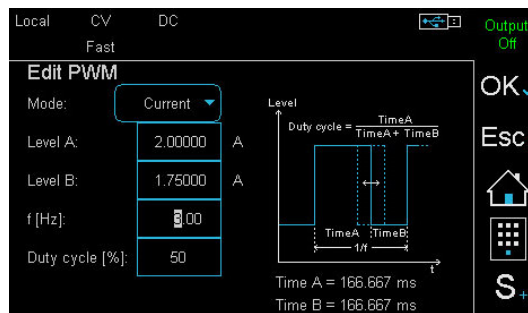 Local CV DC
Fast
Output
Off
Edit PWM
Mode: Current
Level A: 2.00000 A
Level B: 1.75000 A
f [Hz]: 3.00
Duty cycle [%]: 50
Level
Duty cycle = TimeA
TimeA + TimeB
TimeA TimeB
1/f
t
Time A = 166.667 ms
Time B = 166.667 ms
OK
Esc
S+